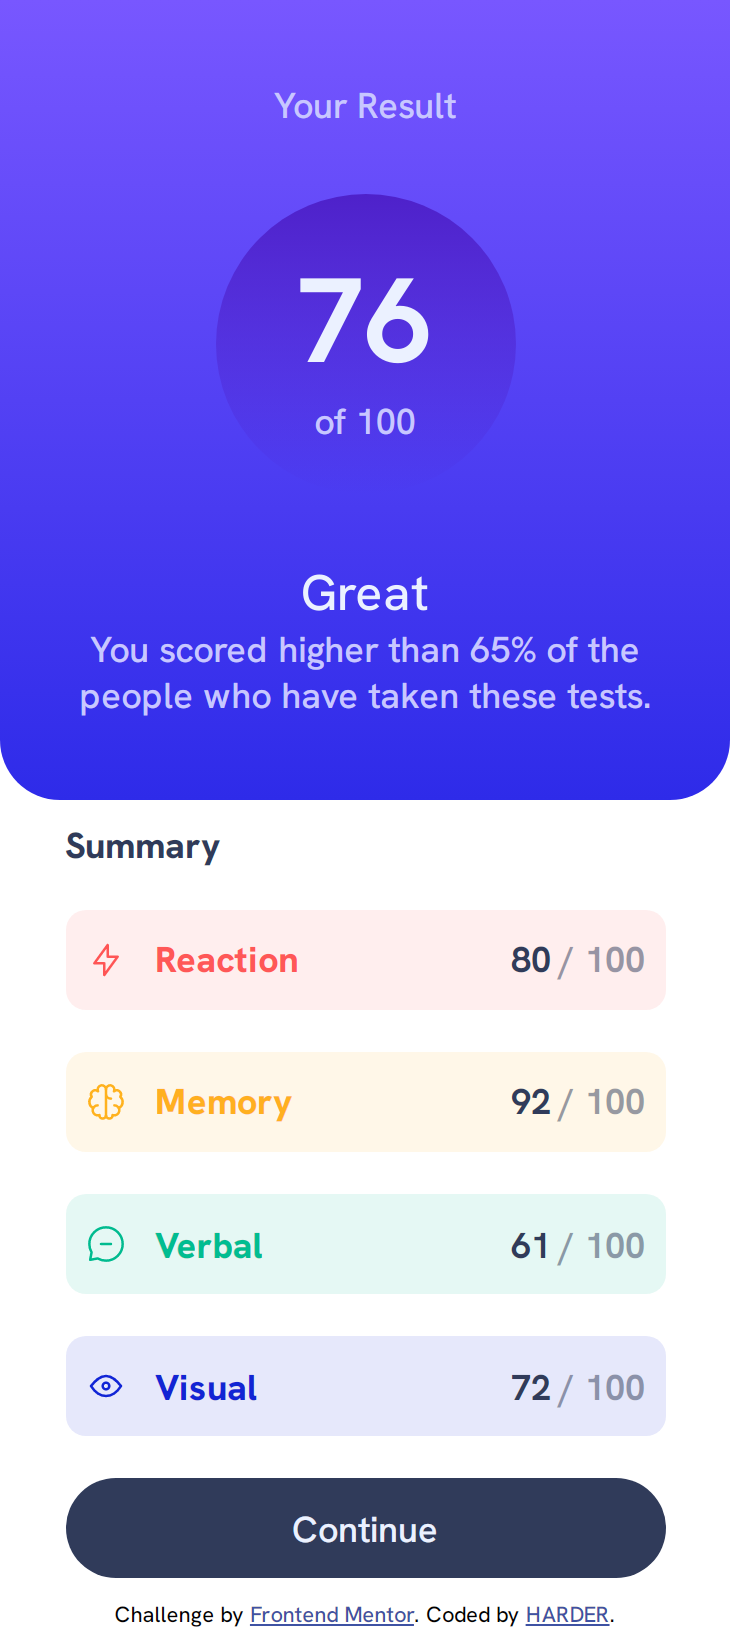 Your Result
76
of 100
Great
You scored higher than 65% of the
people who have taken these tests.
Summary
Reaction 80 / 100
Memory 92 / 100
Verbal 61 / 100
Visual 72 / 100
Continue
Challenge by Frontend Mentor. Coded by HARDER.